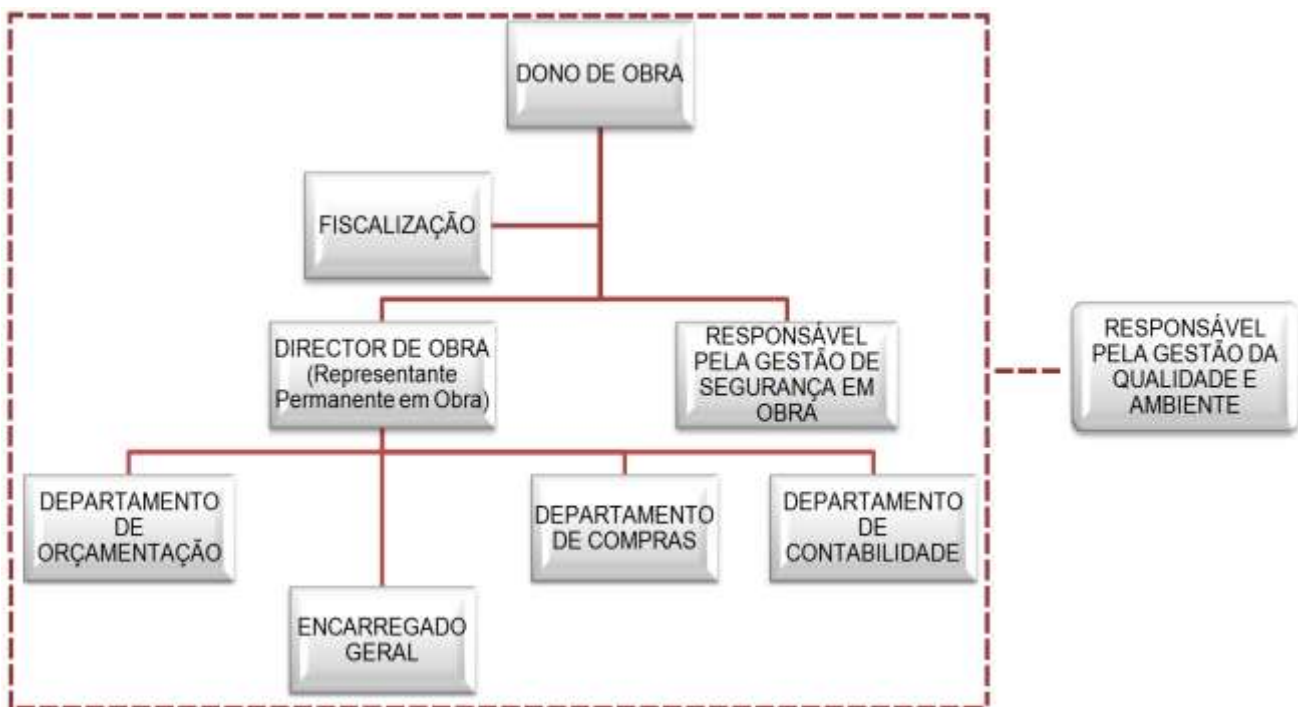 DONO DE OBRA
FISCALIZAÇÃO
DIRECTOR DE OBRA
(Representante
Permanente em Obra)
RESPONSÁVEL
PELA GESTÃO DE
SEGURANÇA EM
OBRA
RESPONSÁVEL
PELA GESTÃO DA
QUALIDADE E
AMBIENTE
DEPARTAMENTO
DE
ORÇAMENTAÇÃO
DEPARTAMENTO
DE COMPRAS
DEPARTAMENTO
DE
CONTABILIDADE
ENCARREGADO
GERAL